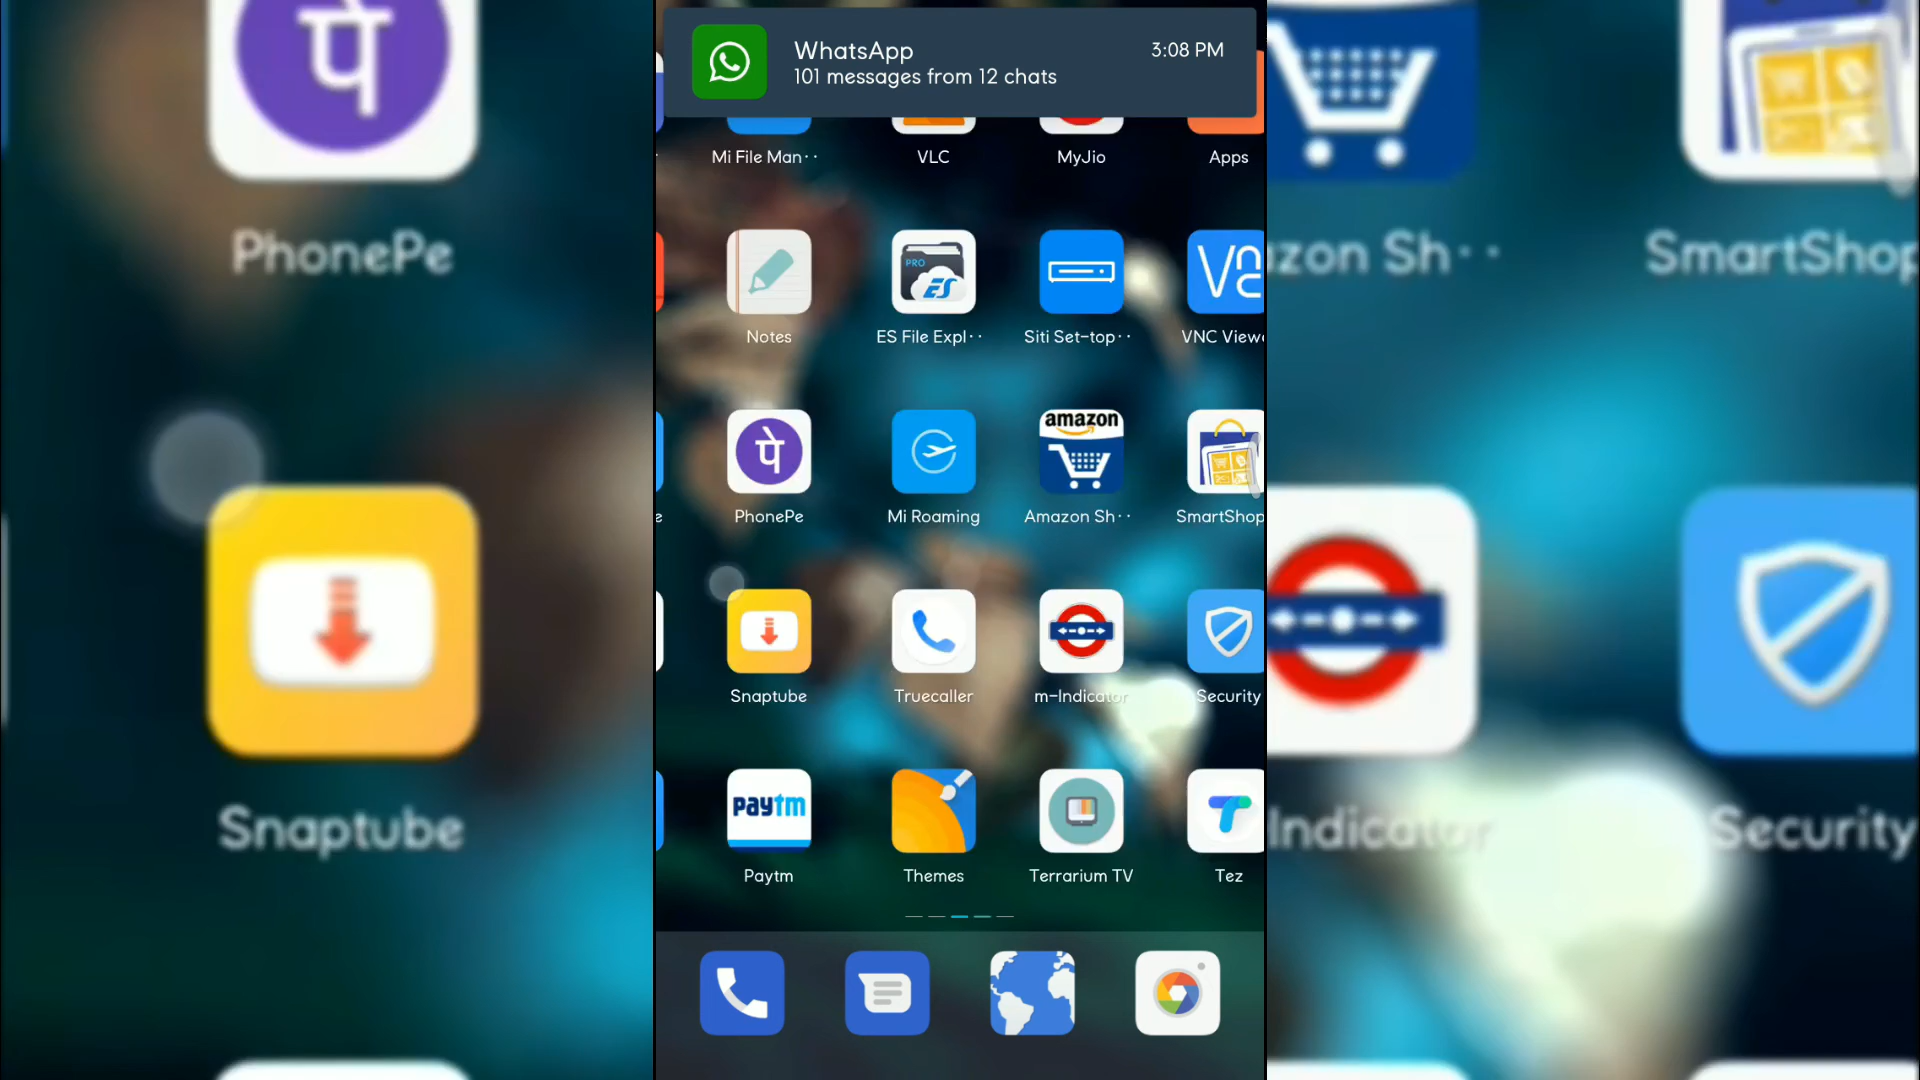 WhatsApp
3:08 PM
101 messages from 12 chats
Mi File Man··
VLC
MyJio
Apps
Notes
PRO
ES
ES File Expl··
Siti Set-top··
VNC View
पे
PhonePe
Mi Roaming
amazon
Amazon Sh··
SmartShop
Snaptube
Truecaller
m-Indicator
Security
paytm
Paytm
Themes
Terrarium TV
Tez
पे
PhonePe
Snaptube
zon Sh··
SmartShop
Indicator
Security